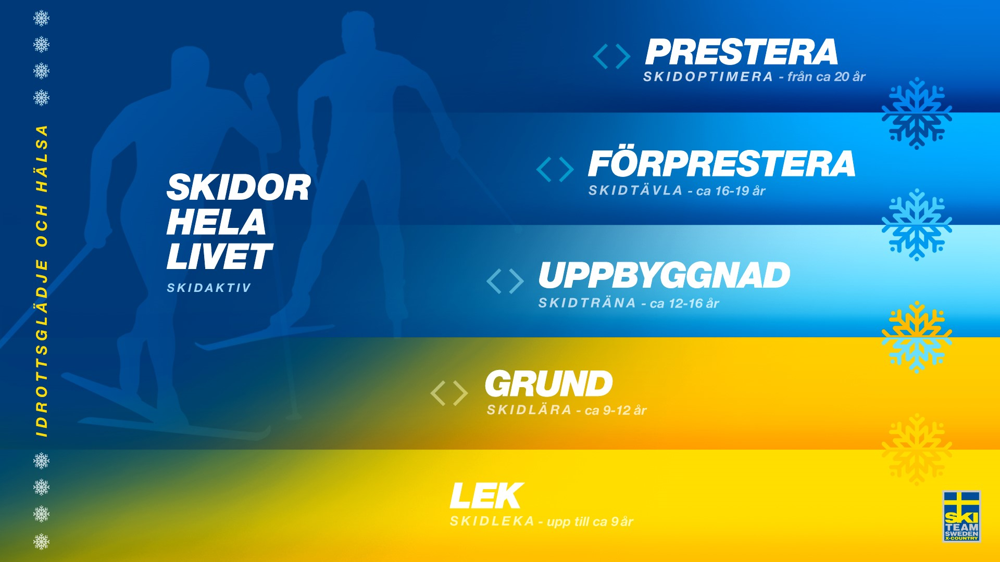 IDROTTSGLÄDJE OCH HÄLSA
SKIDOR
HELA
LIVET
SKIDAKTIV
PRESTERA
SKIDOPTIMERA - från ca 20 år
FÖRPRESTERA
SKIDTÄVLA - ca 16-19 år
UPPBYGGNAD
SKIDTRÄNA - ca 12-16 år
GRUND
SKIDLÄRA - ca 9-12 år
LEK
SKIDLEKA - upp till ca 9 år
SKI
TEAM
SWEDEN
X-COUNTRY